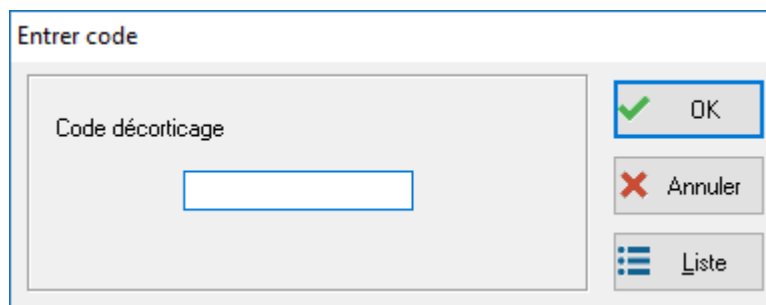 Entrer code
Code décorticage
OK
Annuler
Liste